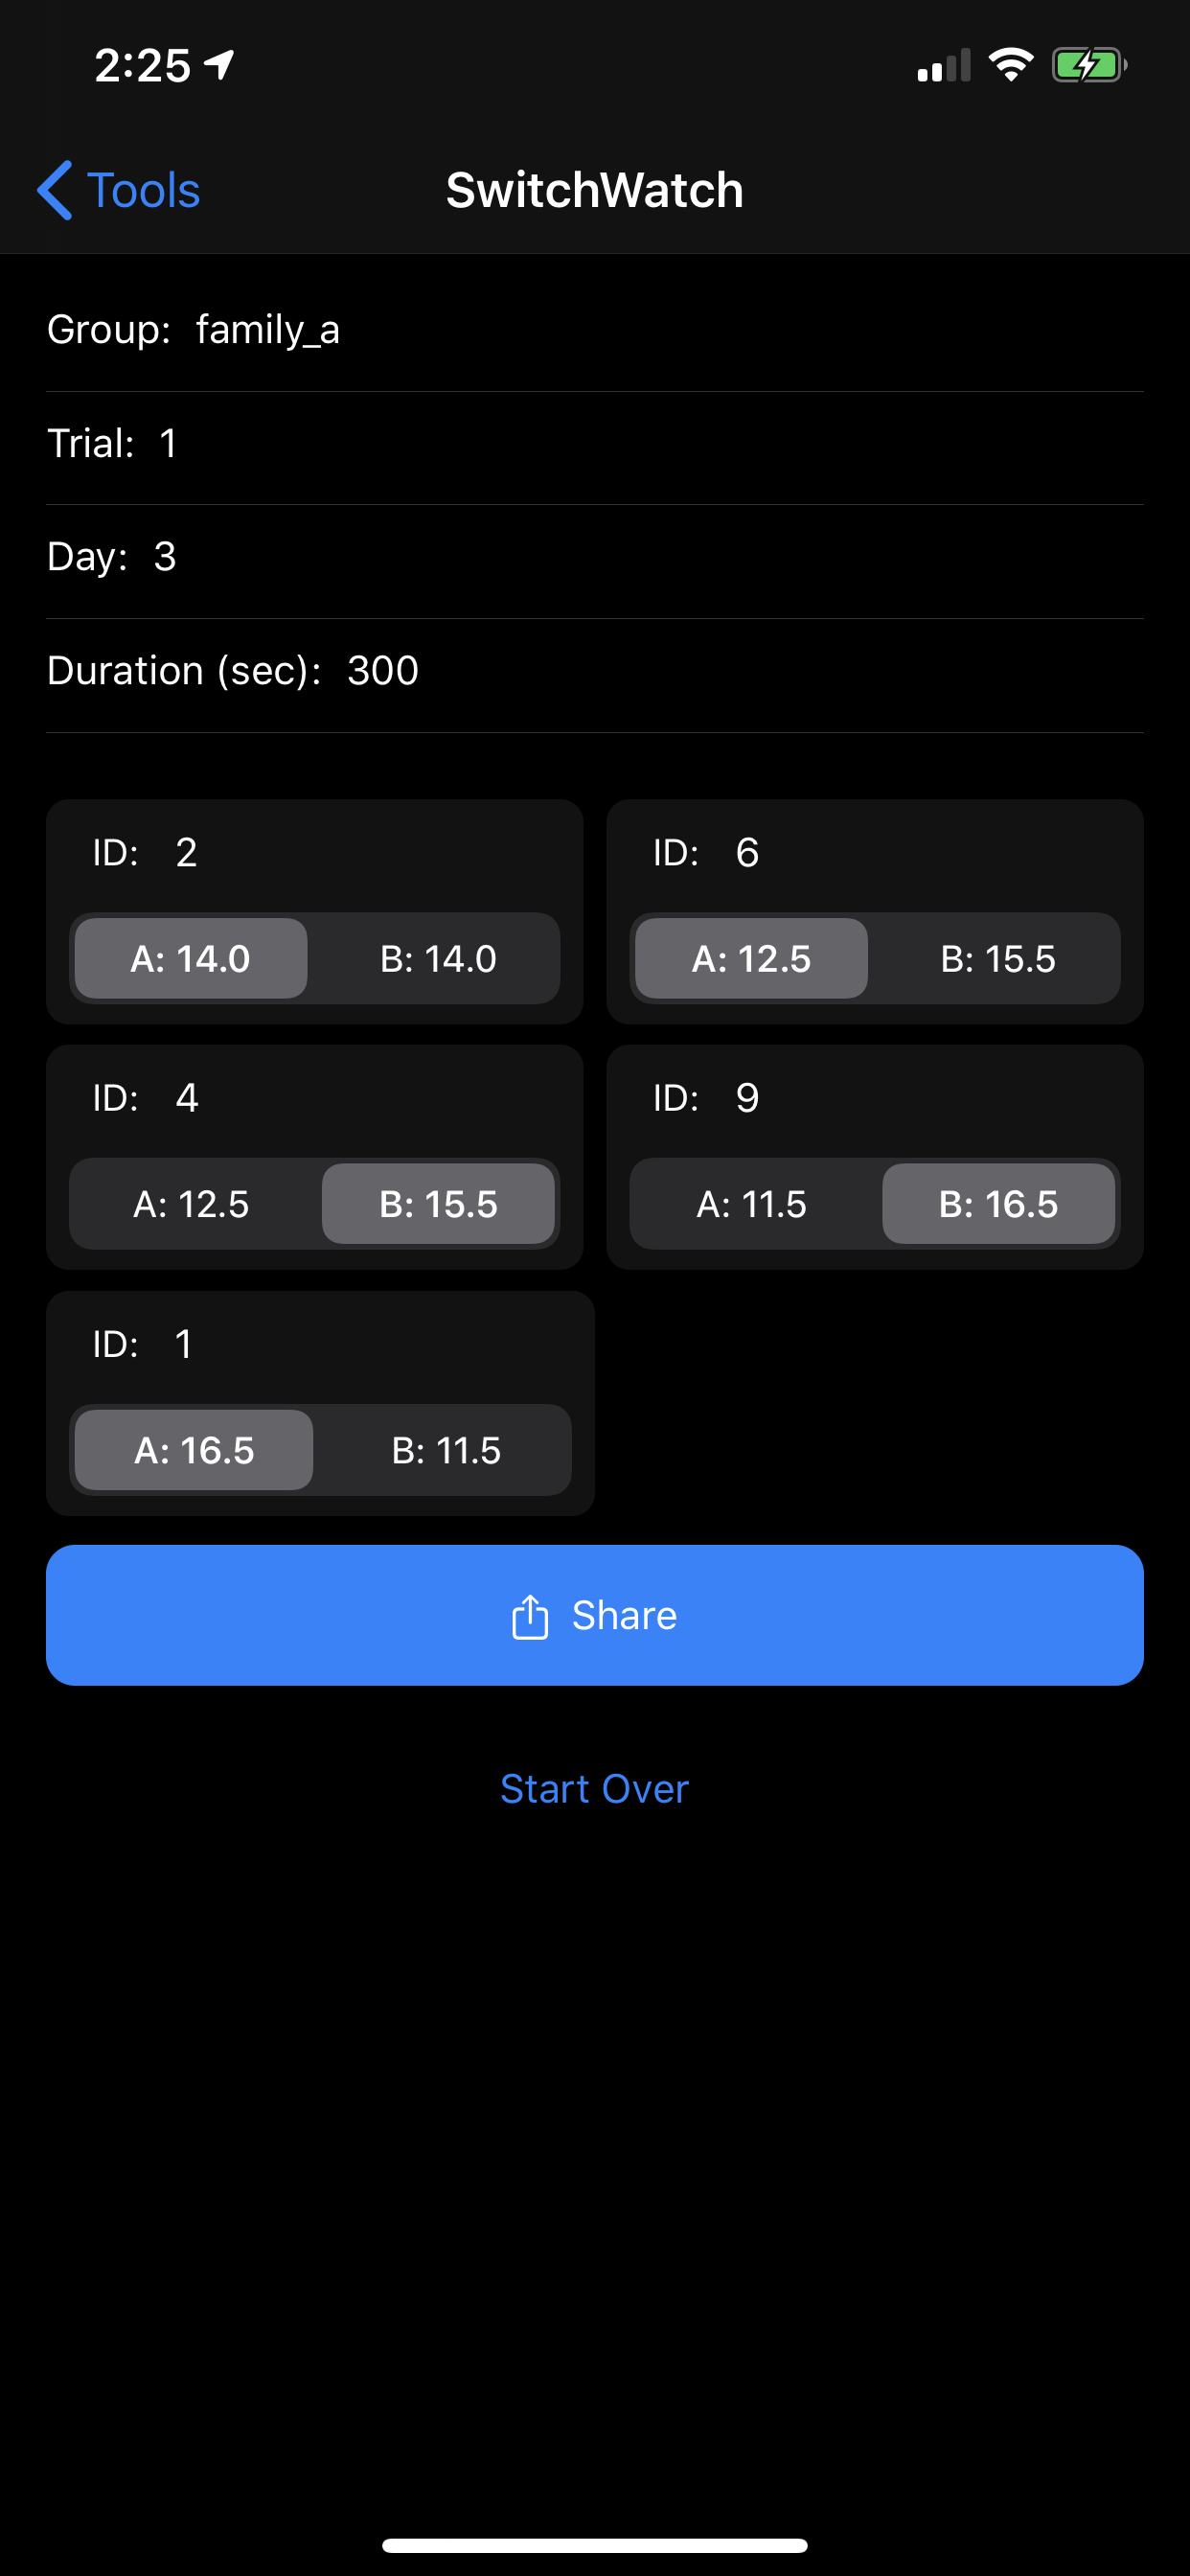 2:25
Tools
SwitchWatch
Group: family_a
Trial: 1
Day: 3
Duration (sec): 300
ID: 2
A: 14.0 B: 14.0
ID: 6
A: 12.5 B: 15.5
ID: 4
A: 12.5 B: 15.5
ID: 9
A: 11.5 B: 16.5
ID: 1
A: 16.5 B: 11.5
Share
Start Over